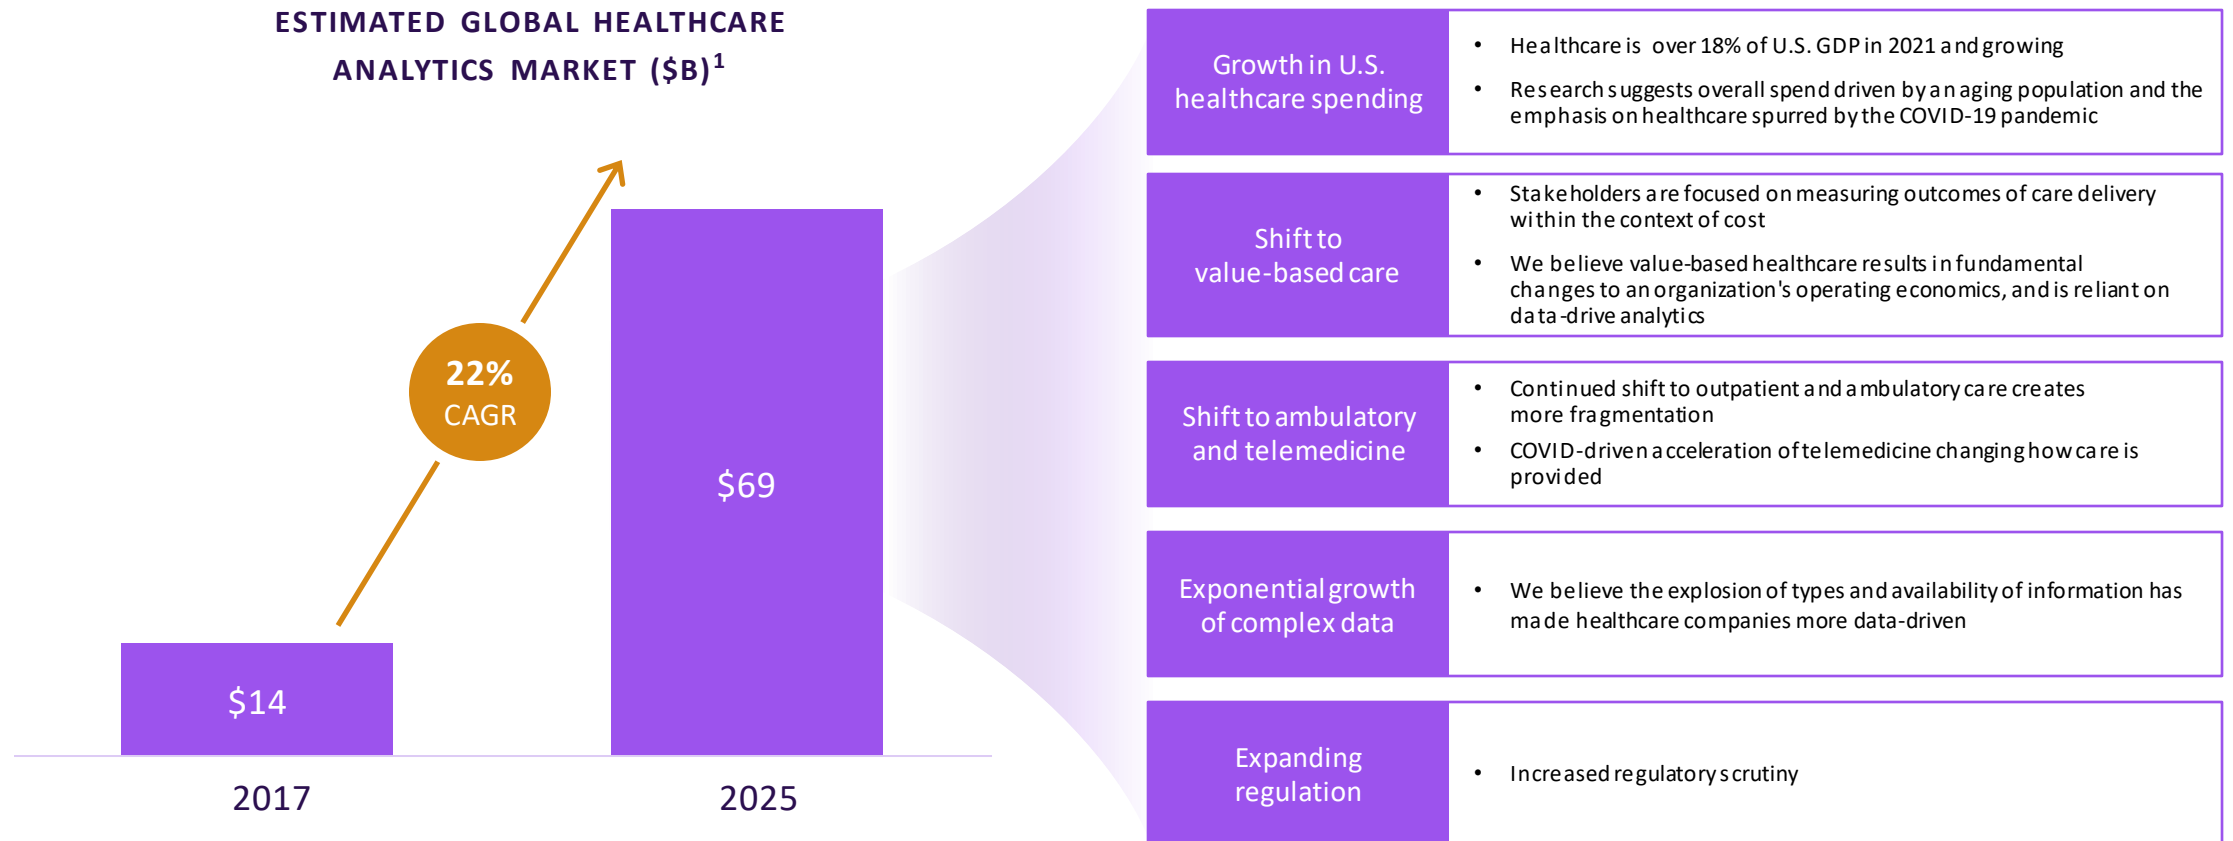 ESTIMATED GLOBAL HEALTHCARE
ANALYTICS MARKET ($B)1
22%
CAGR
$14
$69
2017
2025
Growth in U.S.
healthcare spending
• Healthcare is over 18% of U.S. GDP in 2021 and growing
• Research suggests overall spend driven by an aging population and the
emphasis on healthcare spurred by the COVID-19 pandemic
Shift to
value-based care
• Stakeholders are focused on measuring outcomes of care delivery
within the context of cost
• We believe value-based healthcare results in fundamental
changes to an organization's operating economics, and is reliant on
data-drive analytics
Shift to ambulatory
and telemedicine
• Continued shift to outpatient and ambulatory care creates
more fragmentation
• COVID-driven acceleration of telemedicine changing how care is
provided
Exponential growth
of complex data
• We believe the explosion of types and availability of information has
made healthcare companies more data-driven
Expanding
regulation
• Increased regulatory scrutiny